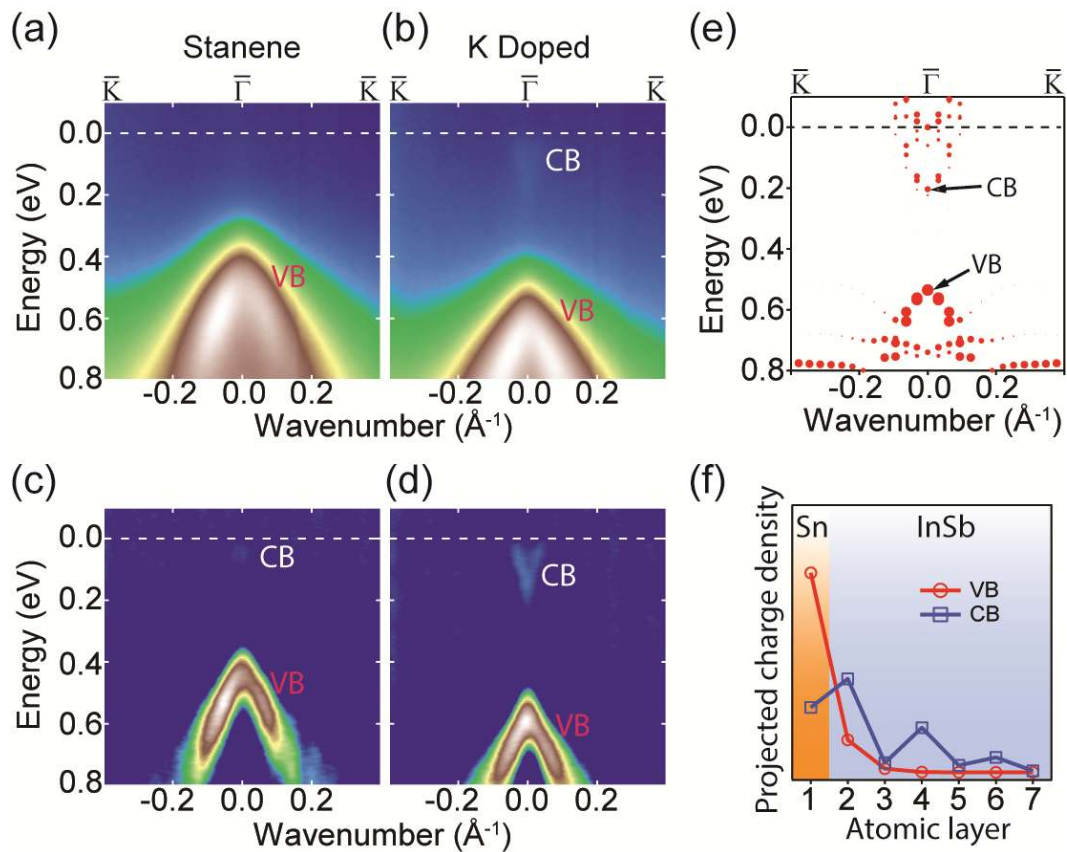 (a)
Stanene
K̅ Γ̅ K̅
0.0
0.2
0.4
0.6
0.8
Energy (eV)
VB
-0.2 0.0 0.2
Wavenumber (Å-1)
(b)
K Doped
K̅ Γ̅ K̅
CB
VB
-0.2 0.0 0.2
(e)
K̅ Γ̅ K̅
0.0
0.2
0.4
0.6
0.8
Energy (eV)
CB
VB
-0.2 0.0 0.2
Wavenumber (Å-1)
(c)
0.0
0.2
0.4
0.6
0.8
Energy (eV)
CB
VB
-0.2 0.0 0.2
Wavenumber (Å-1)
(d)
CB
VB
-0.2 0.0 0.2
(f)
Projected charge density
Sn InSb
VB
CB
1 2 3 4 5 6 7
Atomic layer